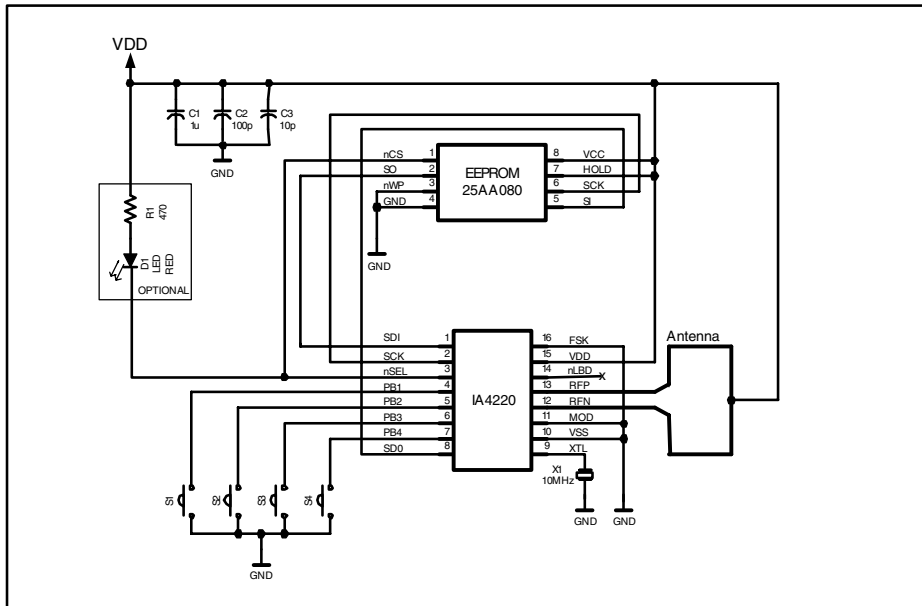 VDD
C1
1u
C2
100p
C3
10p
GND
nCS
SO
nWP
GND
1
2
3
4
EEPROM
25AA080
8
7
6
5
VCC
HOLD
SCK
SI
GND
R1
470
D1
LED
RED
OPTIONAL
SDI
SCK
nSEL
PB1
PB2
PB3
PB4
SD0
1
2
3
4
5
6
7
8
IA4220
16
15
14
13
12
11
10
9
FSK
VDD
nLBD
x
RFP
RFN
MOD
VSS
XTL
Antenna
X1
10MHz
GND
GND
S1
S2
S3
S4
GND